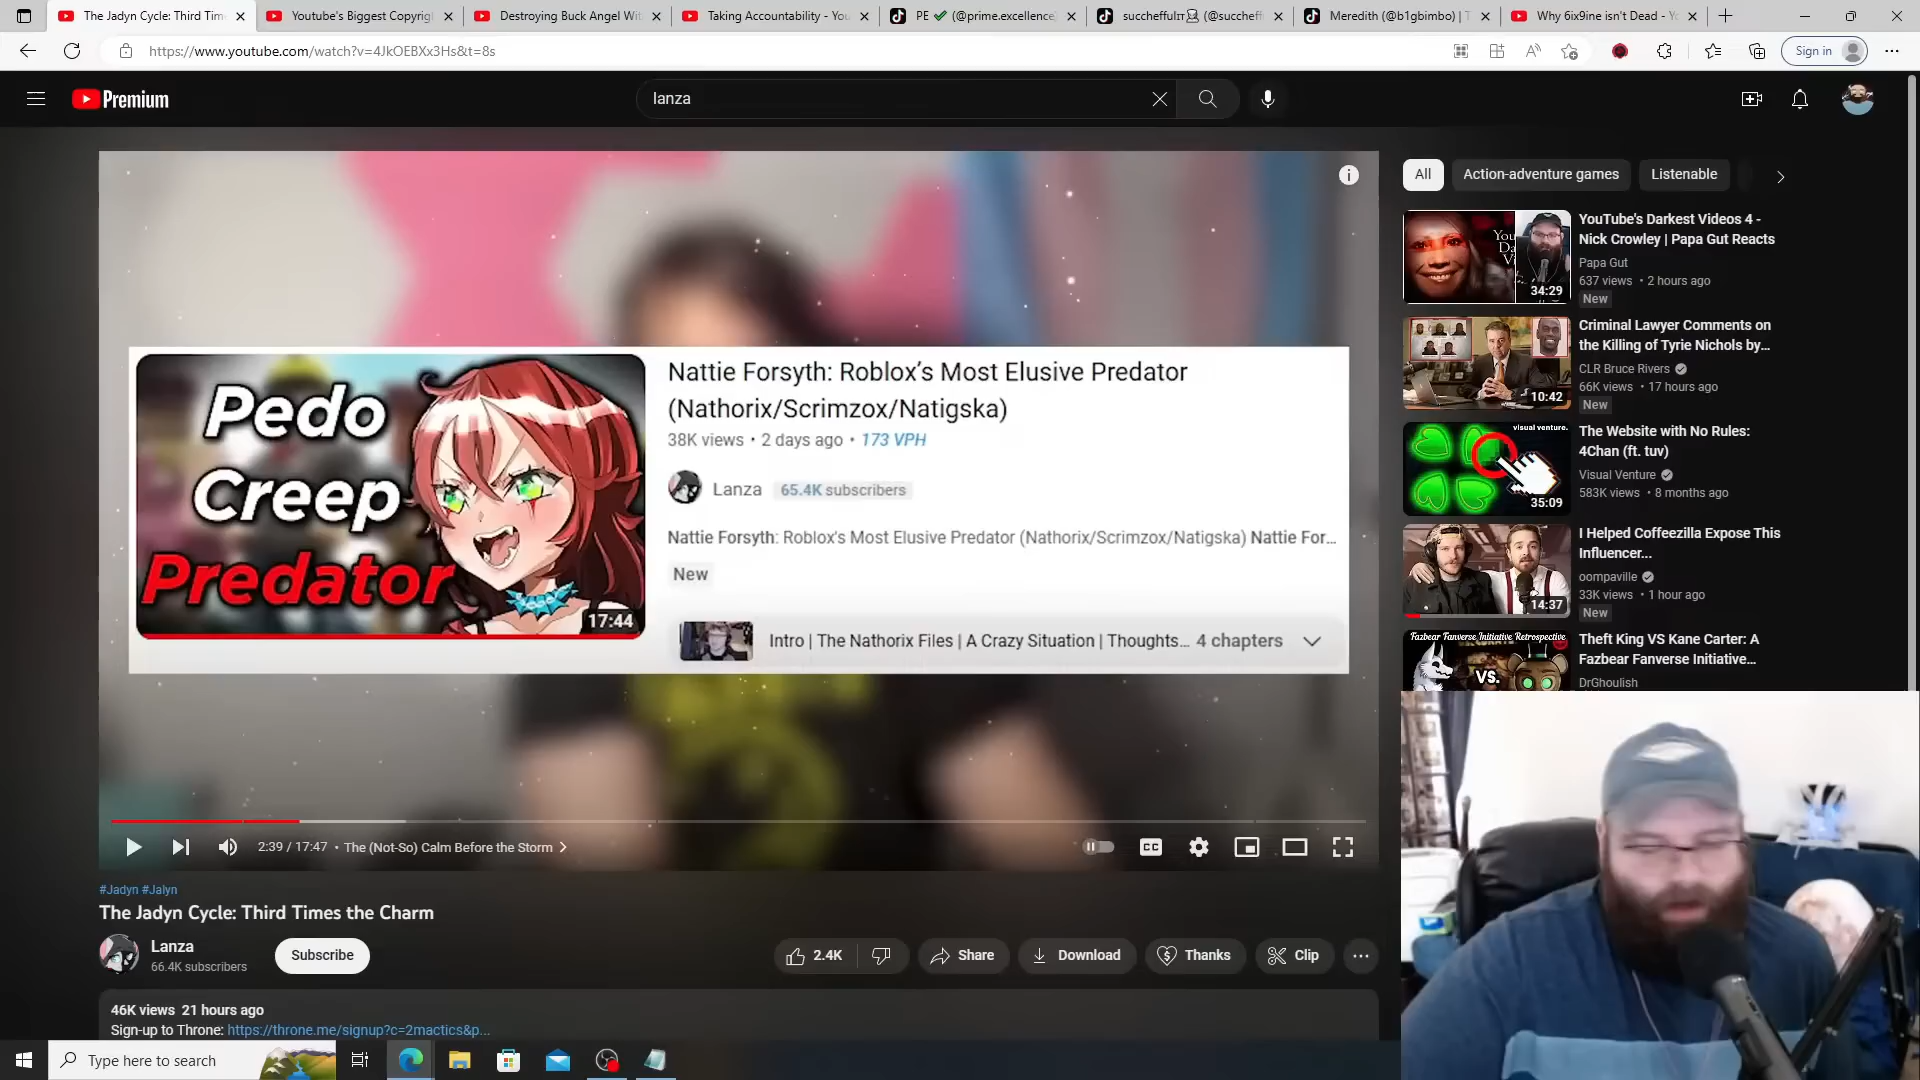 The Jadyn Cycle: Third Tim
Youtube's Biggest Copyrig
Destroying Buck Angel Wi
Taking Accountability - You
PE ✔ (@prime.excellence
(@succheff
Meredith (@b1gbimbo) | T
Why 6ix9ine isn't Dead - Yo
https://www.youtube.com/watch?v=4JkOEBXx3Hs&t=8s
Sign in
Premium
lanza
All
Action-adventure games
Listenable
Pedo
Creep
Predator
17:44
Nattie Forsyth: Roblox's Most Elusive Predator
(Nathorix/Scrimzox/Natigska)
38K views • 2 days ago • 173 VPH
Lanza
65.4K subscribers
Nattie Forsyth: Roblox's Most Elusive Predator (Nathorix/Scrimzox/Natigska) Nattie For...
New
Intro | The Nathorix Files | A Crazy Situation | Thoughts... 4 chapters
2:39 / 17:47 • The (Not-So) Calm Before the Storm
CC
#Jadyn #Jalyn
The Jadyn Cycle: Third Times the Charm
Lanza
66.4K subscribers
Subscribe
2.4K
Share
Download
Thanks
Clip
46K views 21 hours ago
Sign-up to Throne: https://throne.me/signup?c=2mactics&p...
34:29
YouTube's Darkest Videos 4 -
Nick Crowley | Papa Gut Reacts
Papa Gut
637 views • 2 hours ago
New
10:42
Criminal Lawyer Comments on
the Killing of Tyrie Nichols by...
CLR Bruce Rivers
66K views • 17 hours ago
New
visual venture.
35:09
The Website with No Rules:
4Chan (ft. tuv)
Visual Venture
583K views • 8 months ago
14:37
I Helped Coffeezilla Expose This
Influencer...
oompaville
33K views • 1 hour ago
New
Fazbear Fanverse Initiative Retrospective
VS.
Theft King VS Kane Carter: A
Fazbear Fanverse Initiative...
DrGhoulish
Type here to search